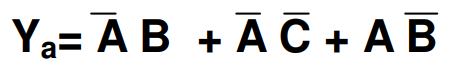 Yₐ= A̅ B + A̅ C̅ + A B̅